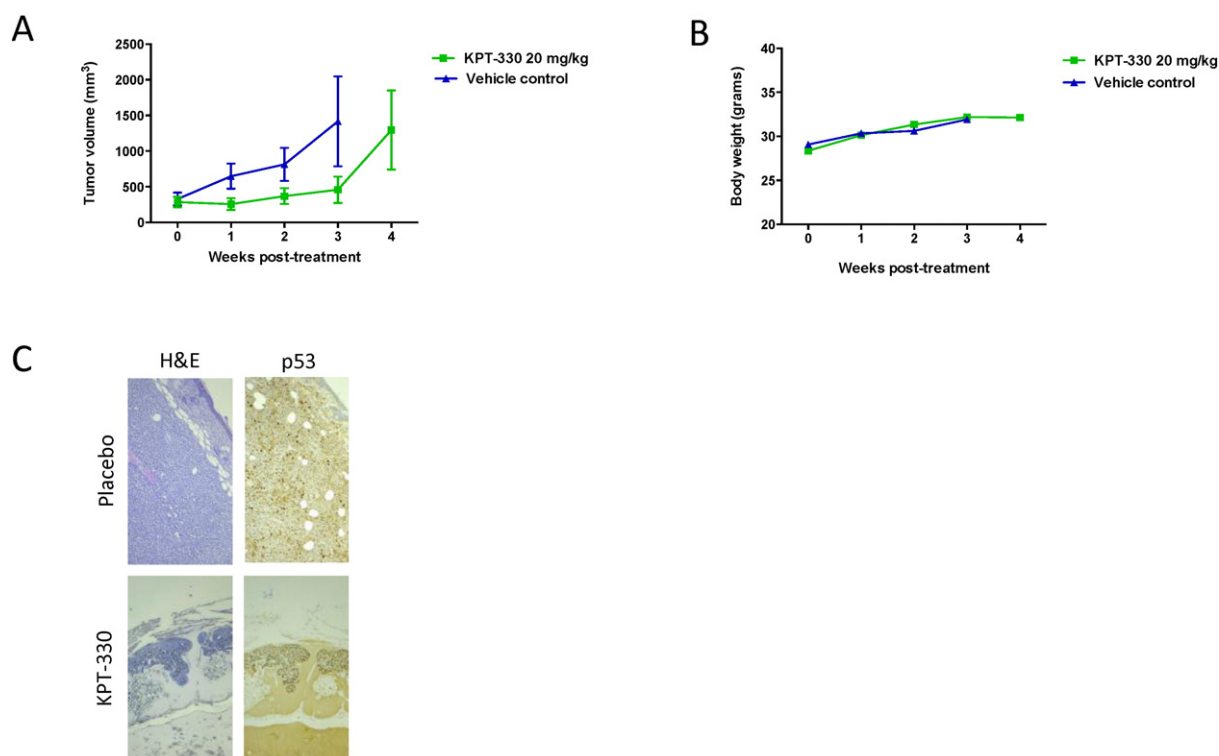 A
Tumor volume (mm³)
2500
2000
1500
1000
500
0
0 1 2 3 4
Weeks post-treatment
KPT-330 20 mg/kg
Vehicle control
B
Body weight (grams)
40
35
30
25
20
0 1 2 3 4
Weeks post-treatment
KPT-330 20 mg/kg
Vehicle control
C
H&E p53
Placebo
KPT-330